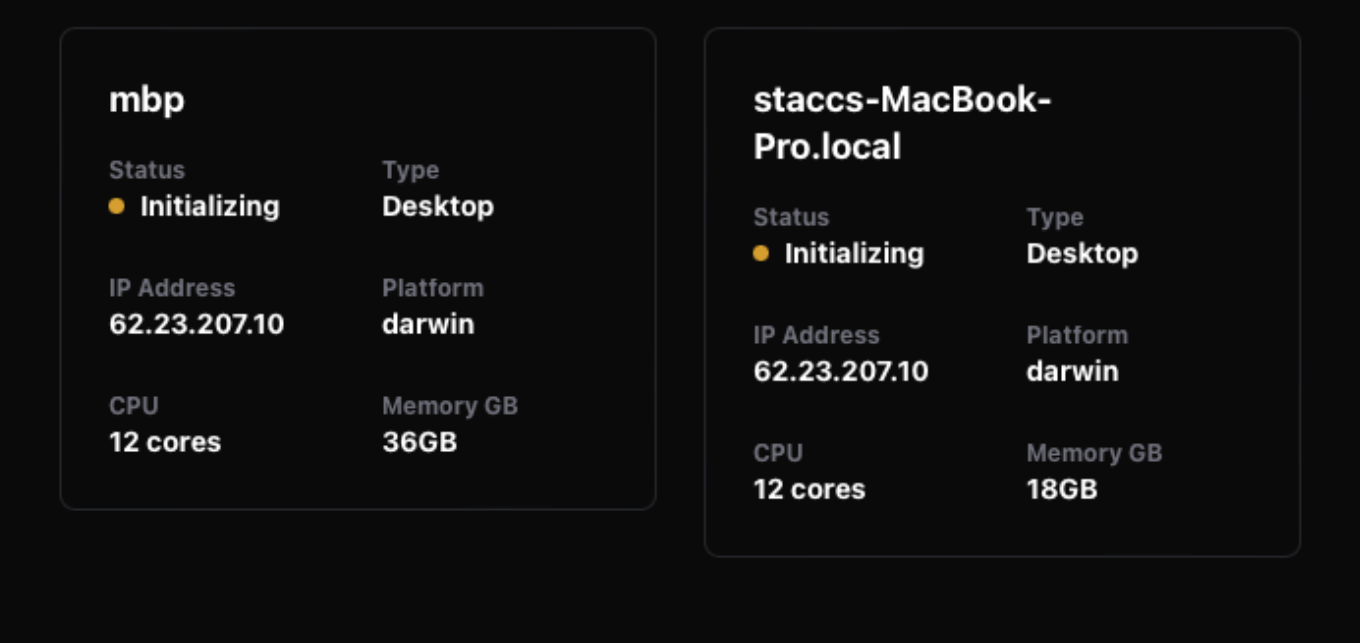 mbp
Status Type
Initializing Desktop
IP Address Platform
62.23.207.10 darwin
CPU Memory GB
12 cores 36GB
staccs-MacBook-
Pro.local
Status Type
Initializing Desktop
IP Address Platform
62.23.207.10 darwin
CPU Memory GB
12 cores 18GB